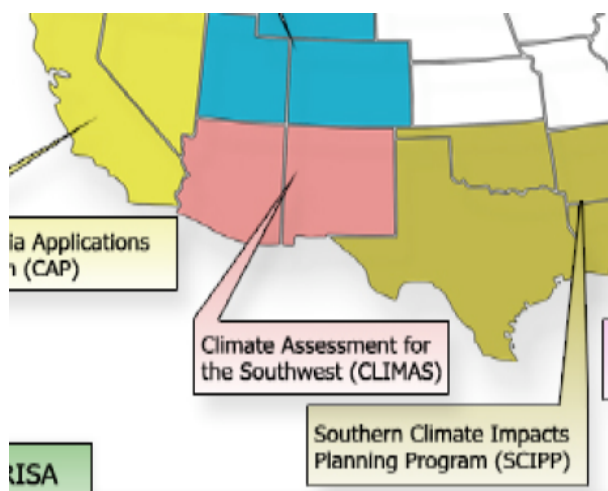 ia Applications
(CAP)
Climate Assessment for
the Southwest (CLIMAS)
Southern Climate Impacts
Planning Program (SCIPP)
RISA